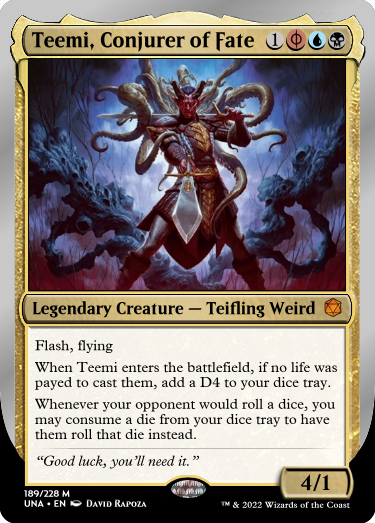 Teemi, Conjurer of Fate 1
Legendary Creature — Teifling Weird
Flash, flying
When Teemi enters the battlefield, if no life was
payed to cast them, add a D4 to your dice tray.
Whenever your opponent would roll a dice, you
may consume a die from your dice tray to have
them roll that die instead.
“Good luck, you’ll need it.”
4/1
189/228 M
UNA • EN David Rapoza
™ & 2022 Wizards of the Coast